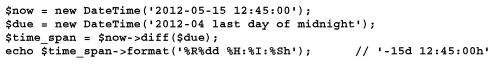 $now = new DateTime('2012-05-15 12:45:00');
$due = new DateTime('2012-04 last day of midnight');
$time_span = $now->diff($due);
echo $time_span->format('%R%dd %H:%I:%Sh');      // '-15d 12:45:00h'